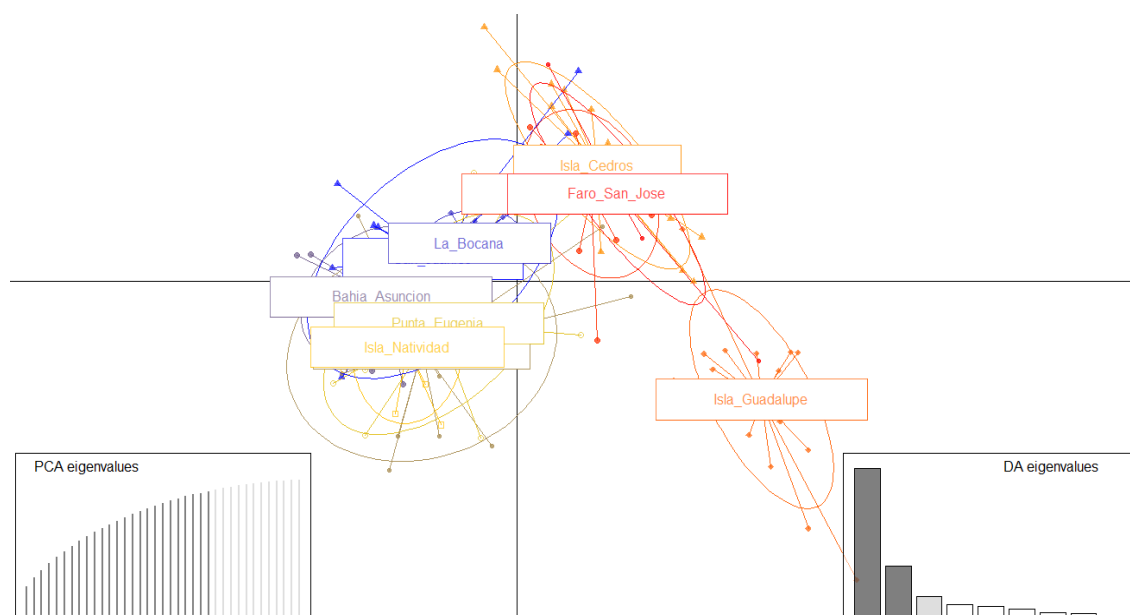 Isla_Cedros
Faro_San_Jose
La_Bocana
Bahia_Asuncion
Punta_Eugenia
Isla_Natividad
Isla_Guadalupe
PCA eigenvalues
DA eigenvalues